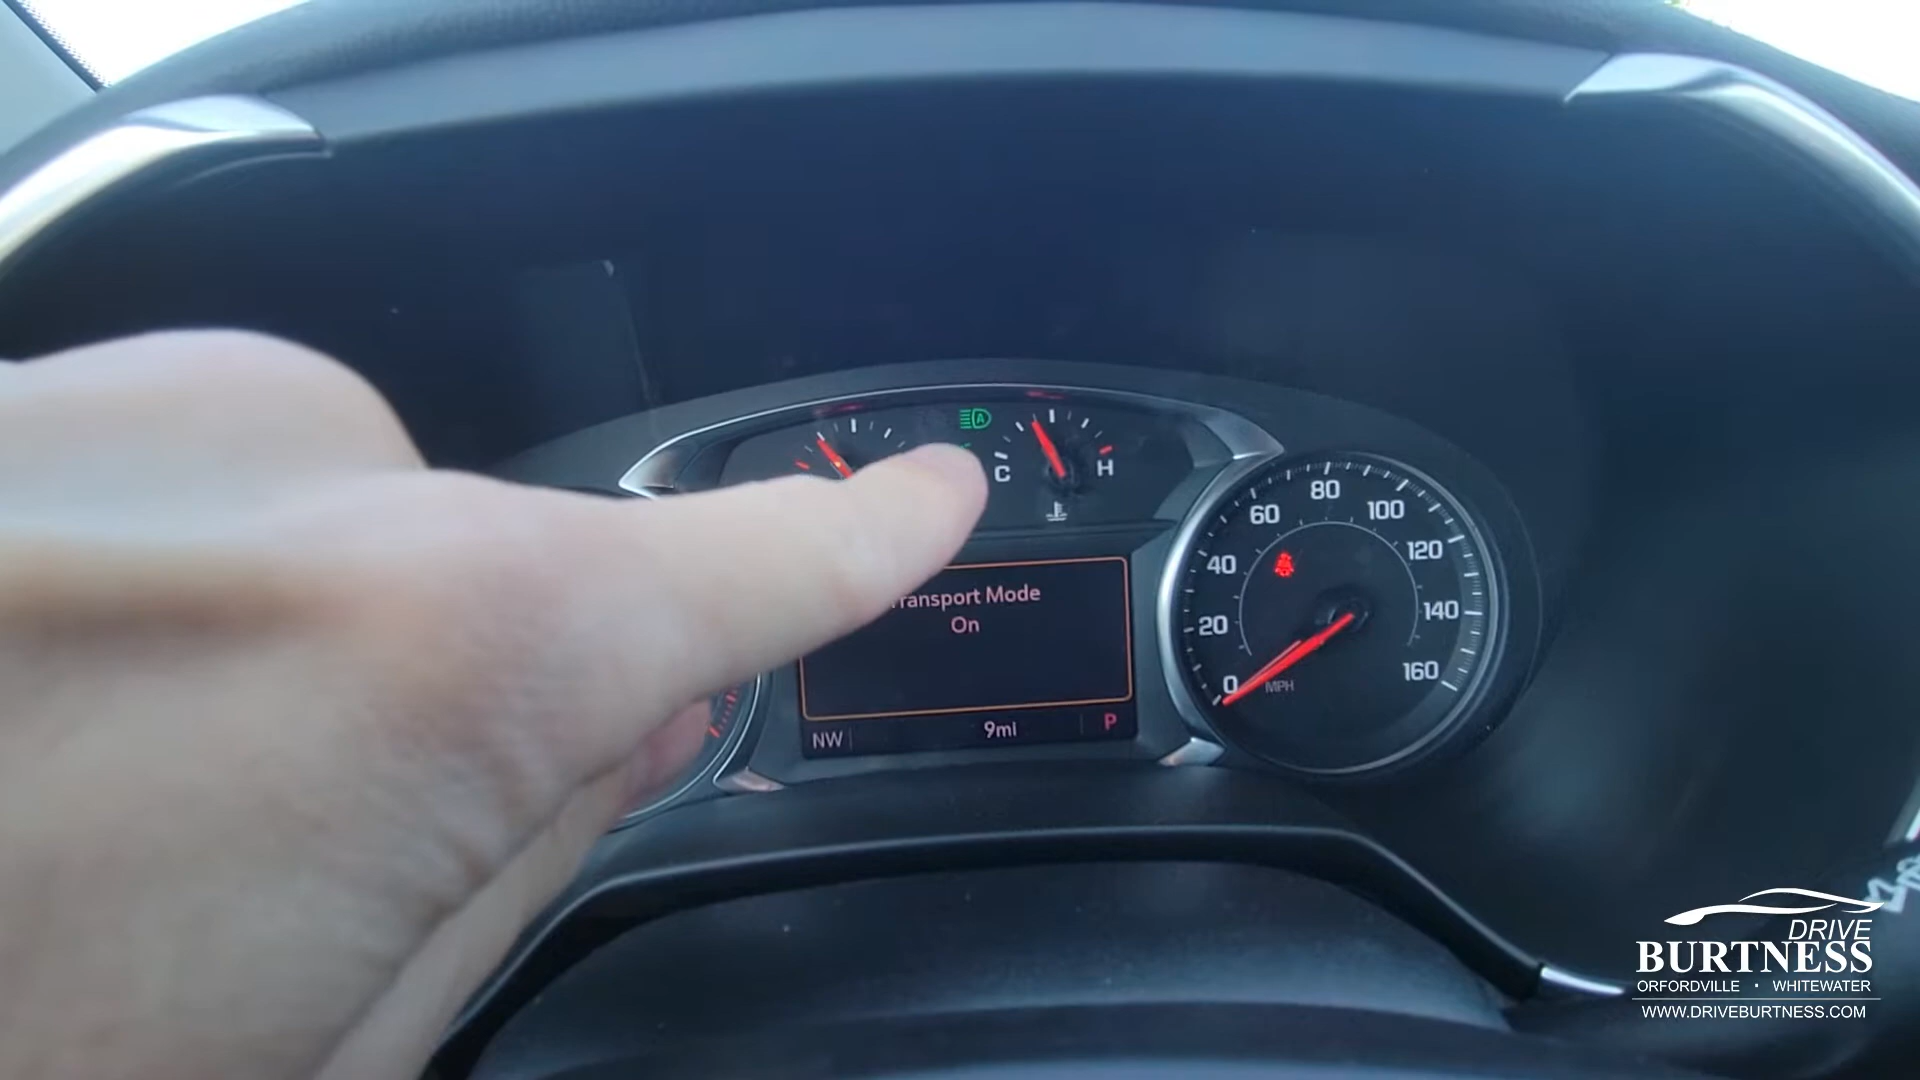 A
C H
80
60 100
40 120
20 140
0 MPH 160
ransport Mode
On
NW 9mi P
DRIVE
BURTNESS
ORFORDVILLE • WHITEWATER
WWW.DRIVEBURTNESS.COM